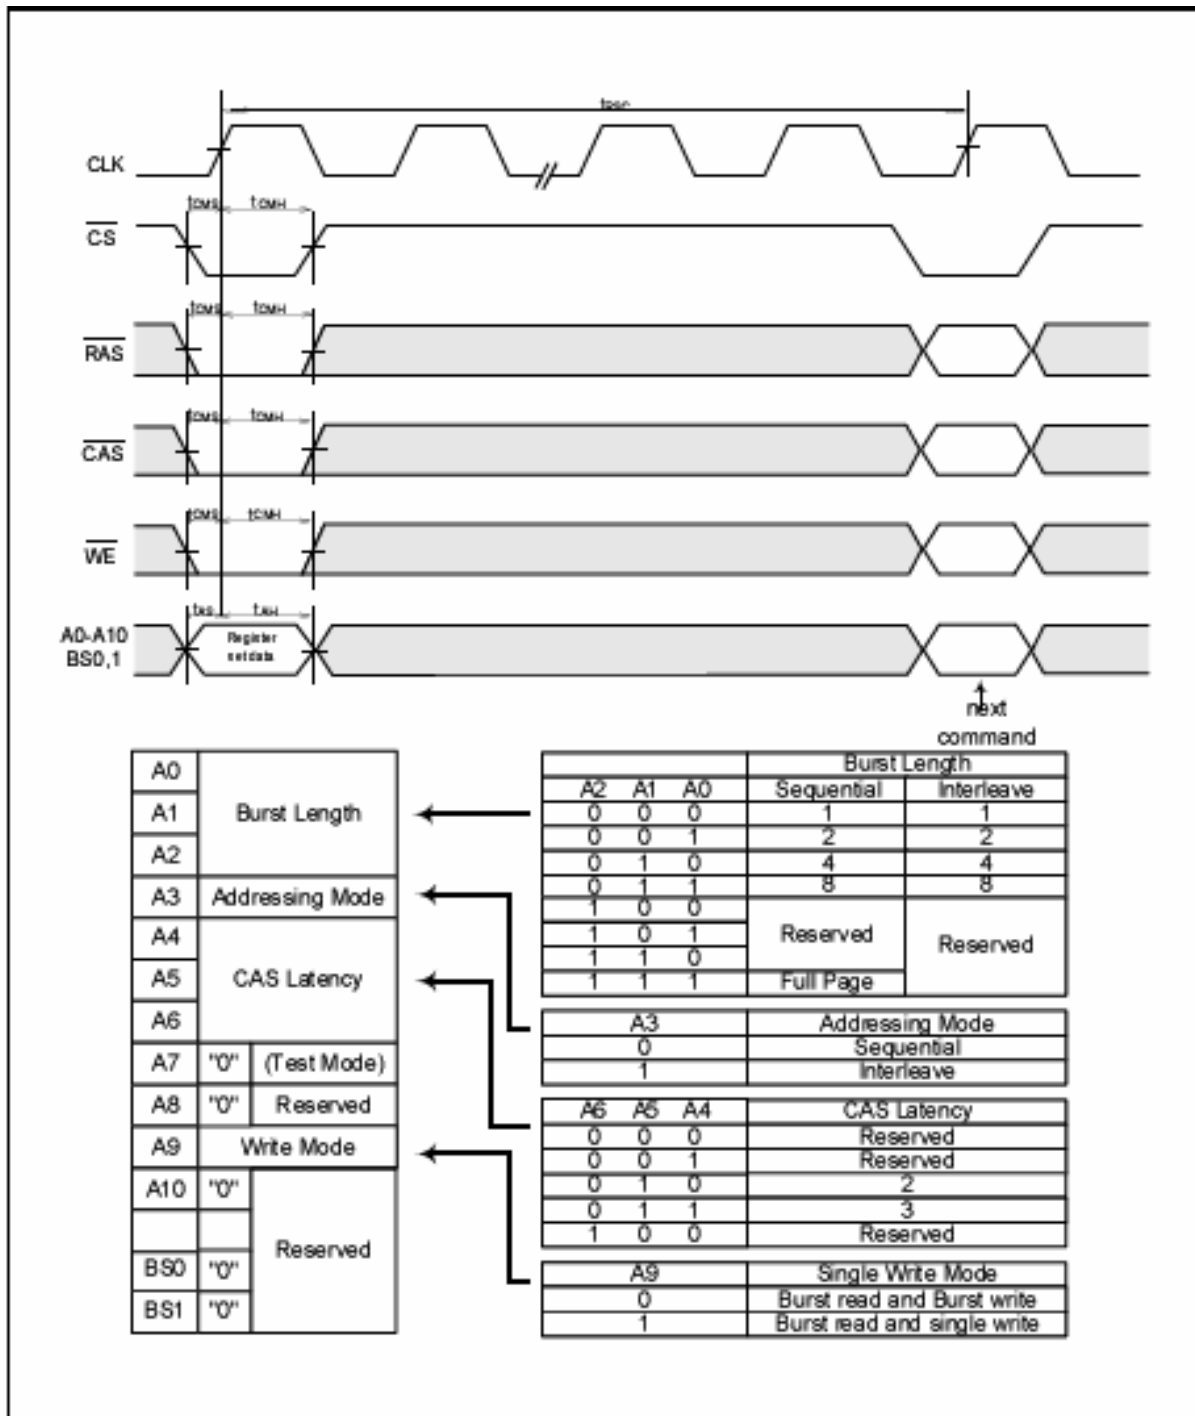 tRSC
CLK
tCMS tCMH
CS
tCMS tCMH
RAS
tCMS tCMH
CAS
tCMS tCMH
WE
tAS tAH
A0-A10
BS0,1
Register
set data
next
command
A0
A1 Burst Length
A2
A3 Addressing Mode
A4
A5 CAS Latency
A6
A7 "0" (Test Mode)
A8 "0" Reserved
A9 Write Mode
A10 "0"
Reserved
BS0 "0"
BS1 "0"
Burst Length
A2 A1 A0 Sequential Interleave
0 0 0 1 1
0 0 1 2 2
0 1 0 4 4
0 1 1 8 8
1 0 0
1 0 1 Reserved Reserved
1 1 0
1 1 1 Full Page
A3 Addressing Mode
0 Sequential
1 Interleave
A6 A5 A4 CAS Latency
0 0 0 Reserved
0 0 1 Reserved
0 1 0 2
0 1 1 3
1 0 0 Reserved
A9 Single Write Mode
0 Burst read and Burst write
1 Burst read and single write